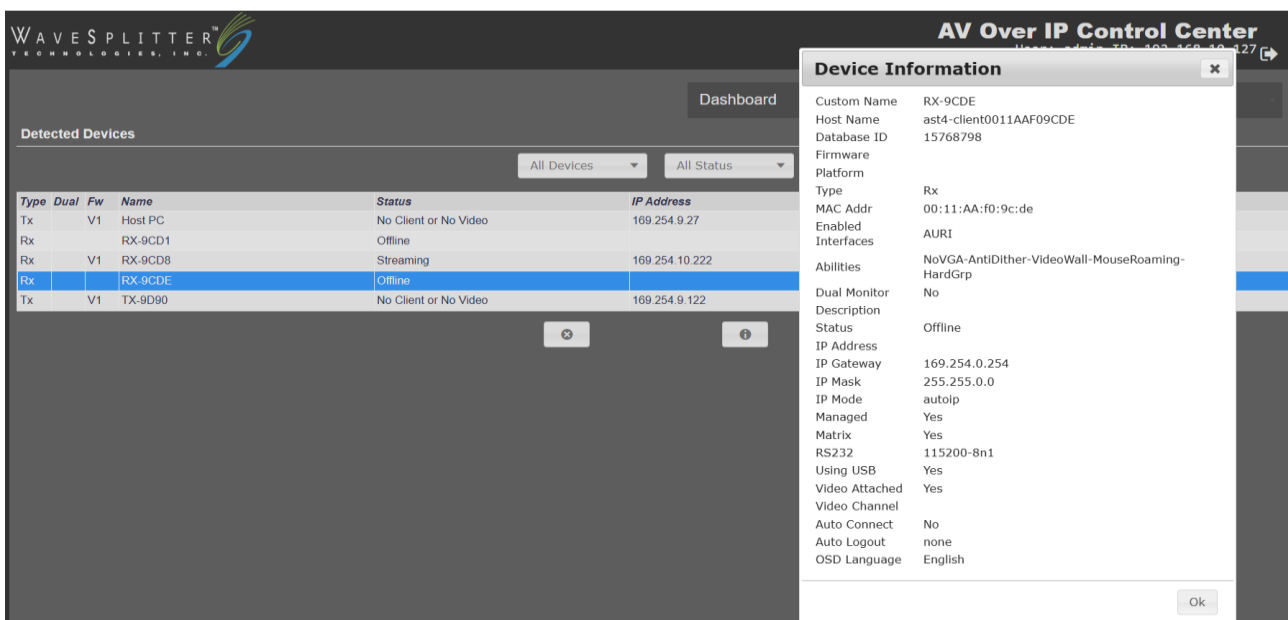 WAVESPLITTER™
TECHNOLOGIES, INC.
AV Over IP Control Center
127
Dashboard
Detected Devices
All Devices
All Status
Type Dual Fw Name Status IP Address
Tx V1 Host PC No Client or No Video 169.254.9.27
Rx RX-9CD1 Offline
Rx V1 RX-9CD8 Streaming 169.254.10.222
Rx RX-9CDE Offline
Tx V1 TX-9D90 No Client or No Video 169.254.9.122
Device Information
Custom Name RX-9CDE
Host Name ast4-client0011AAF09CDE
Database ID 15768798
Firmware
Platform
Type Rx
MAC Addr 00:11:AA:f0:9c:de
Enabled
Interfaces AURI
Abilities NoVGA-AntiDither-VideoWall-MouseRoaming-
HardGrp
Dual Monitor No
Description
Status Offline
IP Address
IP Gateway 169.254.0.254
IP Mask 255.255.0.0
IP Mode autoip
Managed Yes
Matrix Yes
RS232 115200-8n1
Using USB Yes
Video Attached Yes
Video Channel
Auto Connect No
Auto Logout none
OSD Language English
Ok